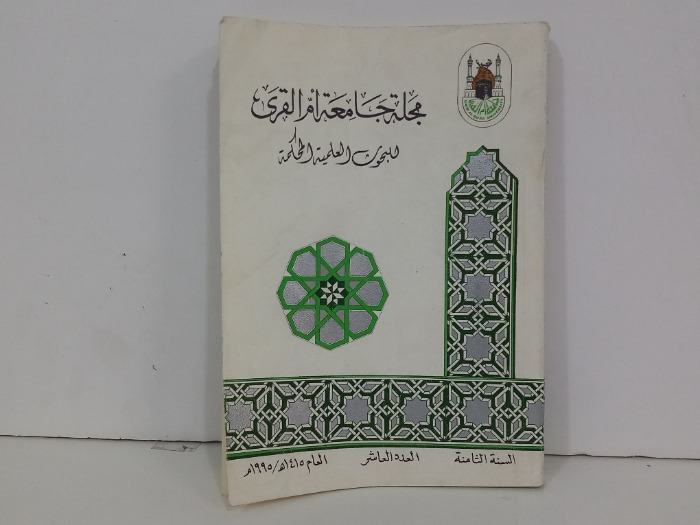 مجلة جامعة أم القرى
للبحوث العلمية المحكمة
السنة الثامنة العدد العاشر العام ١٤١٥هـ/١٩٩٥م